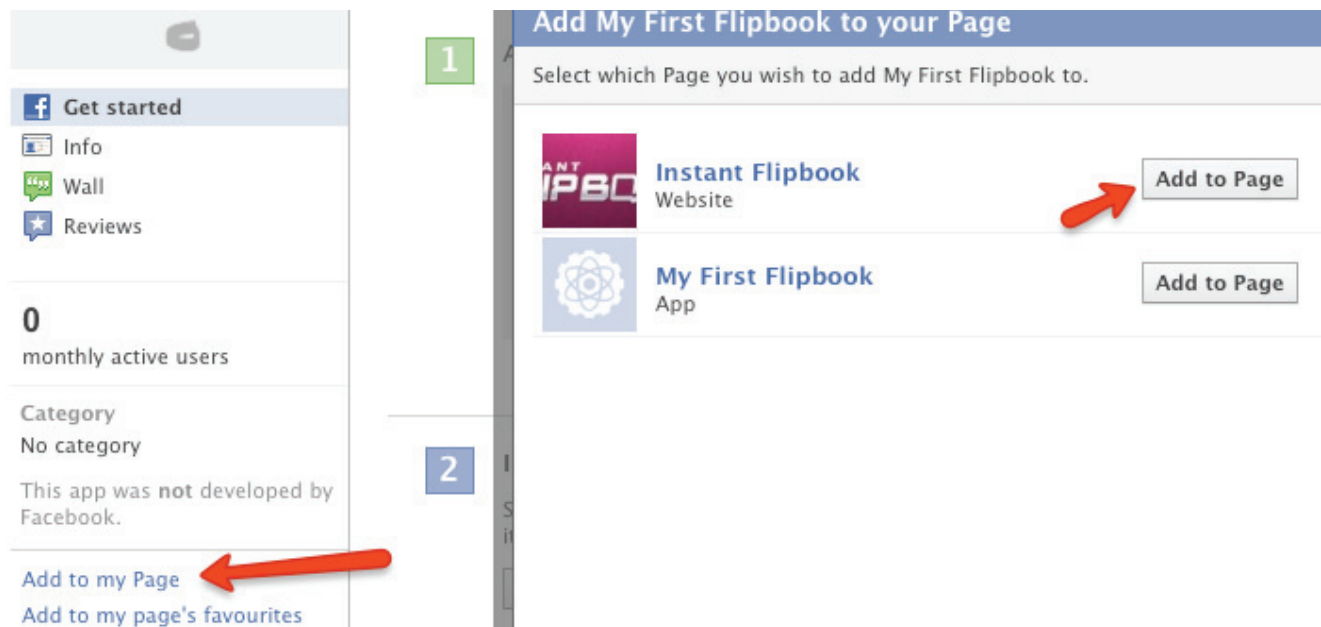 Get started
Info
Wall
Reviews
0
monthly active users
Category
No category
This app was not developed by
Facebook.
Add to my Page
Add to my page's favourites
1
2
Add My First Flipbook to your Page
Select which Page you wish to add My First Flipbook to.
ANT
IPBO
Instant Flipbook
Website
Add to Page
My First Flipbook
App
Add to Page